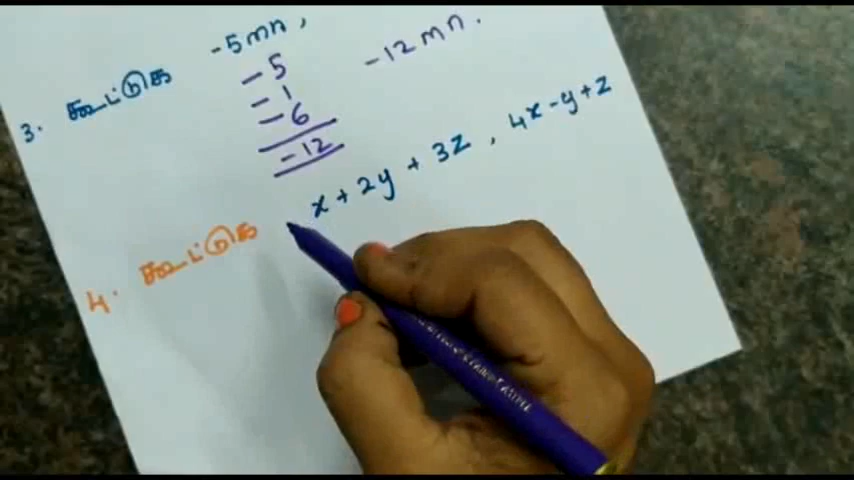 3. கூட்டுக -5mn,
-5
-1
-6
-12
-12mn.
4. கூட்டுக x+2y+3z, 4x-y+z